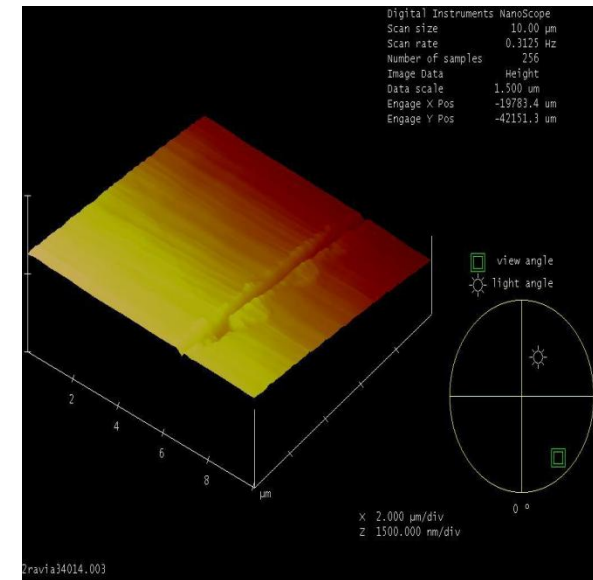 Digital Instruments NanoScope
Scan size 10.00 µm
Scan rate 0.3125 Hz
Number of samples 256
Image Data Height
Data scale 1.500 um
Engage X Pos -19783.4 um
Engage Y Pos -42151.3 um
view angle
light angle
2
4
6
8
µm
0 °
X 2.000 µm/div
Z 1500.000 nm/div
2ravia34014.003